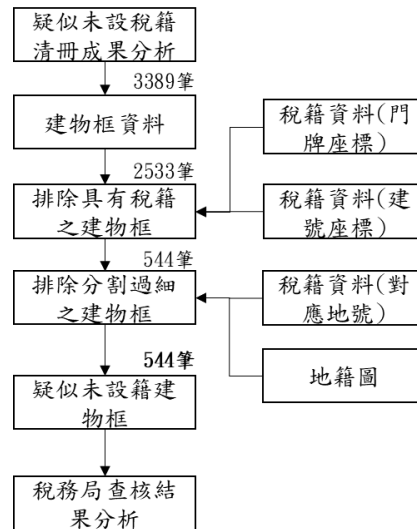 疑似未設稅籍
清冊成果分析
3389筆
建物框資料
2533筆
稅籍資料(門
牌座標)
排除具有稅籍
之建物框
稅籍資料(建
號座標)
544筆
排除分割過細
之建物框
稅籍資料(對
應地號)
544筆
地籍圖
疑似未設籍建
物框
稅務局查核結
果分析